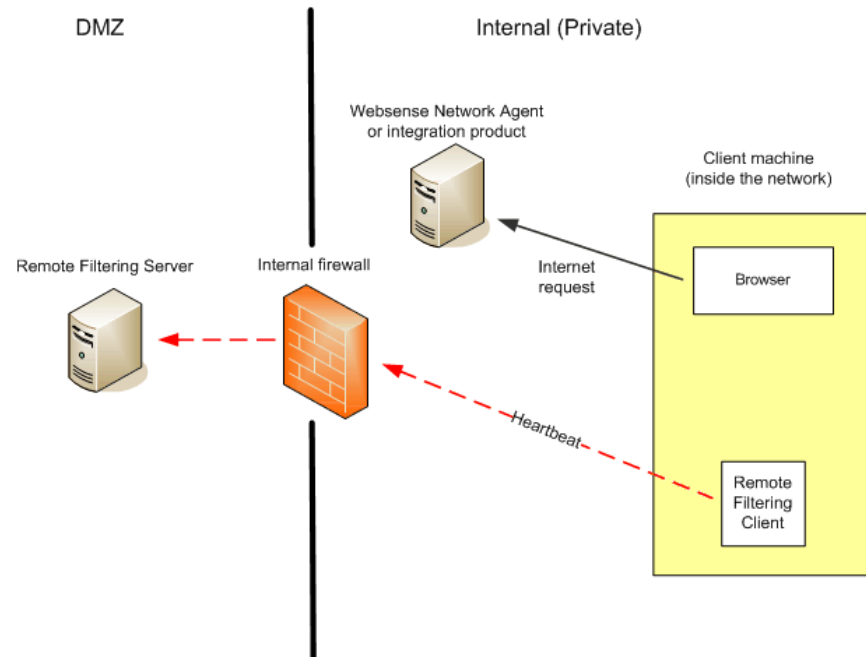 DMZ
Internal (Private)
Websense Network Agent
or integration product
Client machine
(inside the network)
Remote Filtering Server
Internal firewall
Internet
request
Browser
Heartbeat
Remote
Filtering
Client